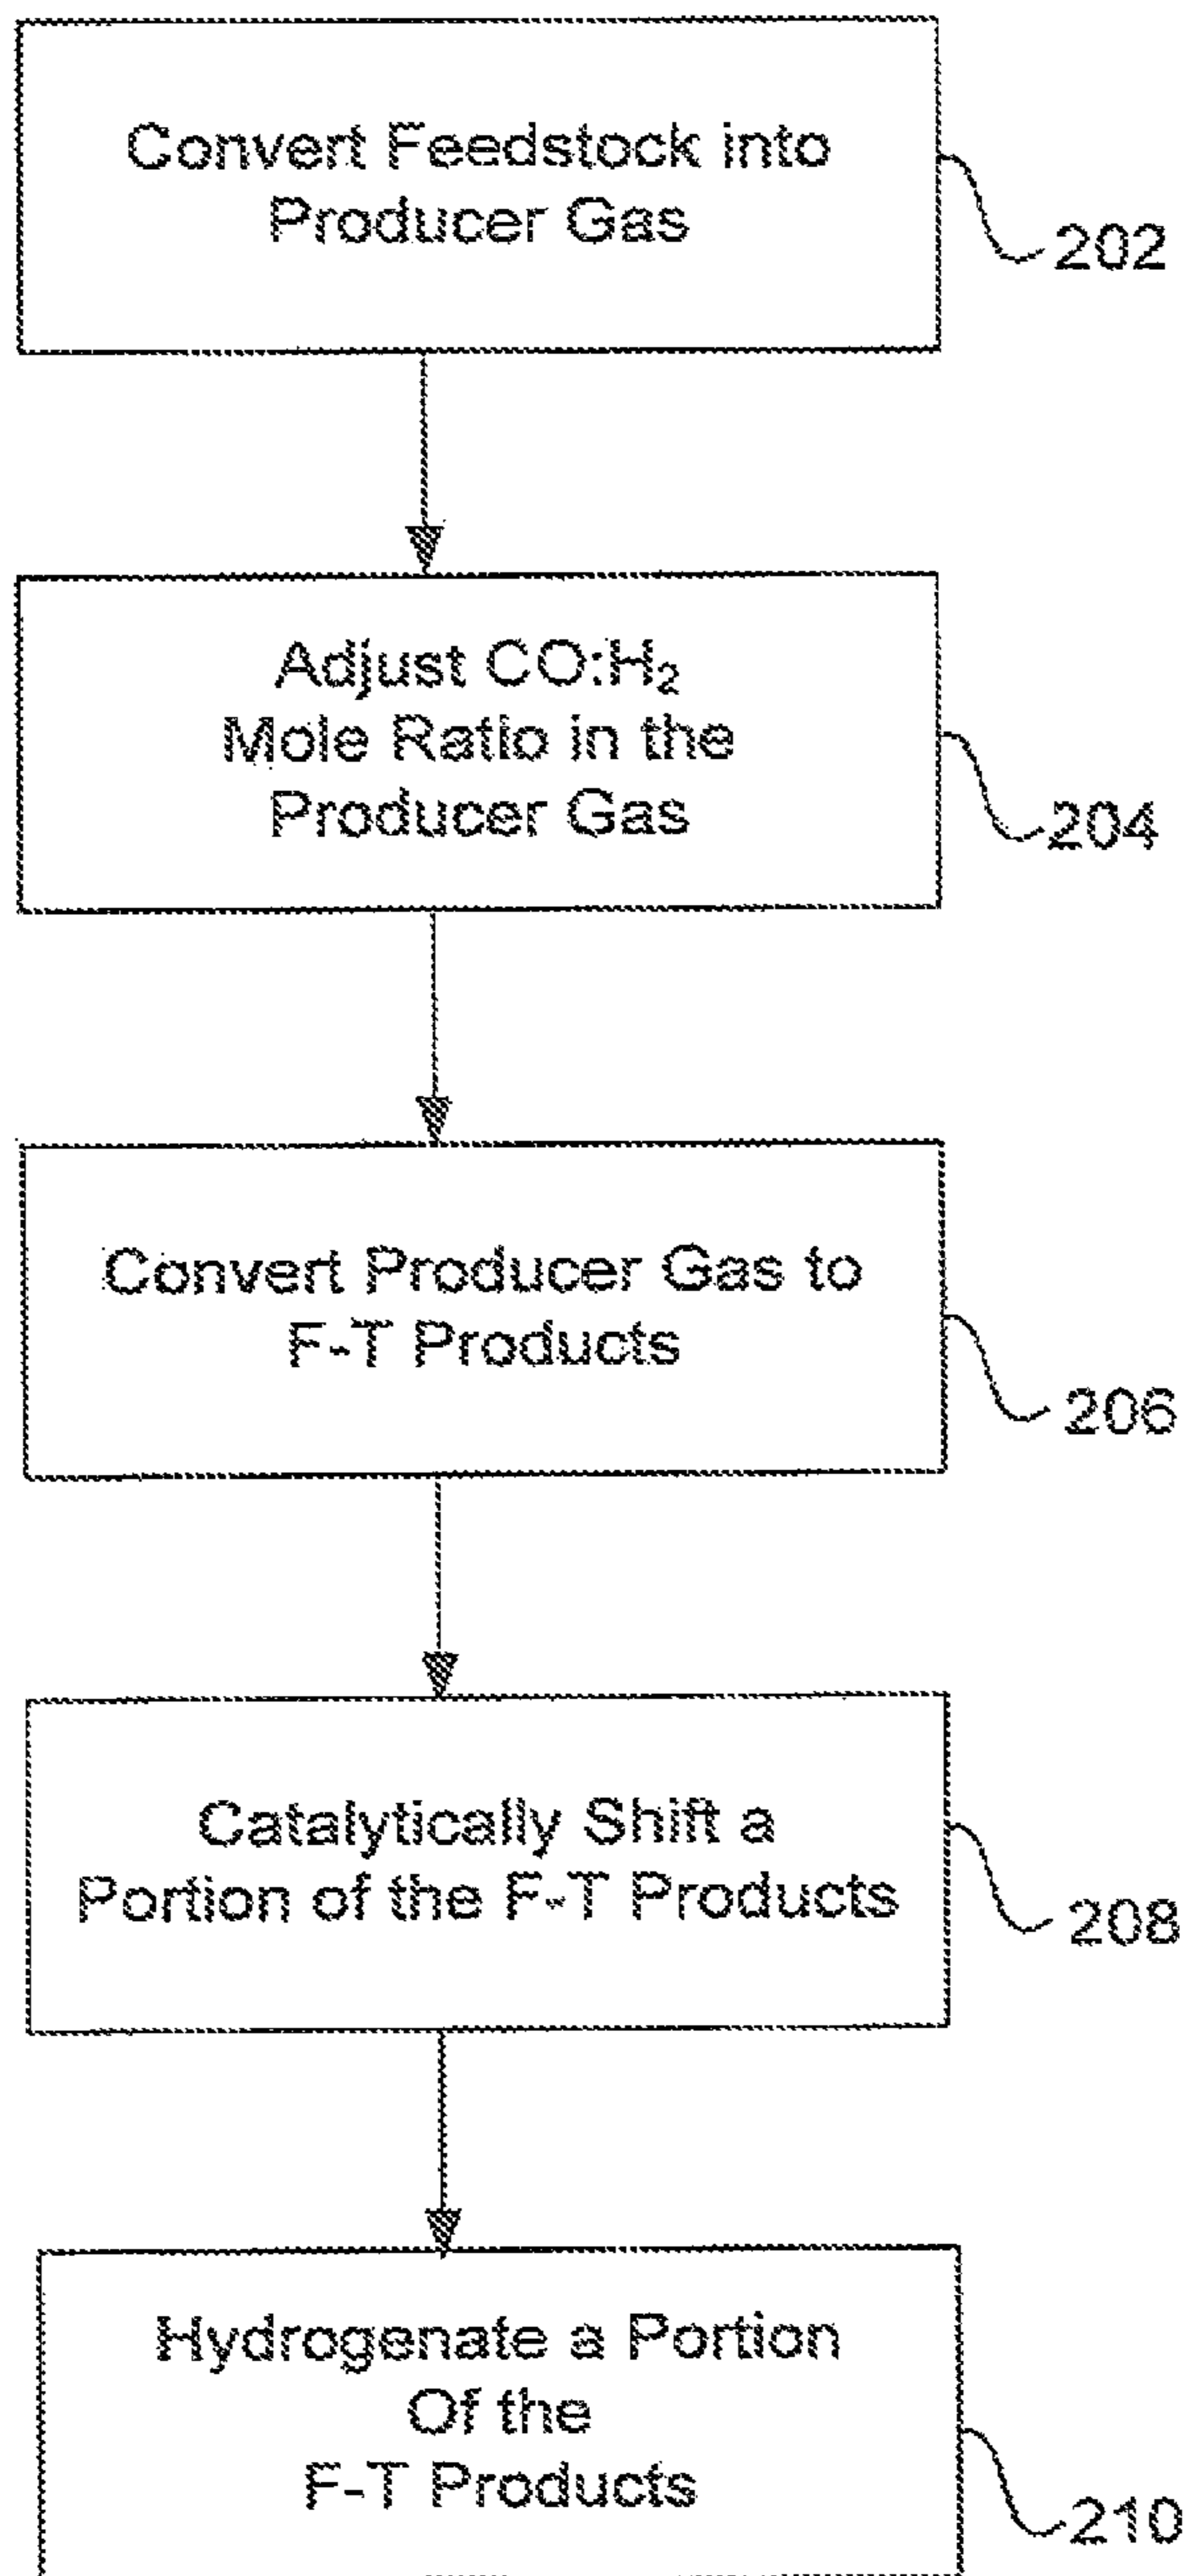 Convert Feedstock into
Producer Gas
202
Adjust CO:H₂
Mole Ratio in the
Producer Gas
204
Convert Producer Gas to
F-T Products
206
Catalytically Shift a
Portion of the F-T Products
208
Hydrogenate a Portion
Of the
F-T Products
210